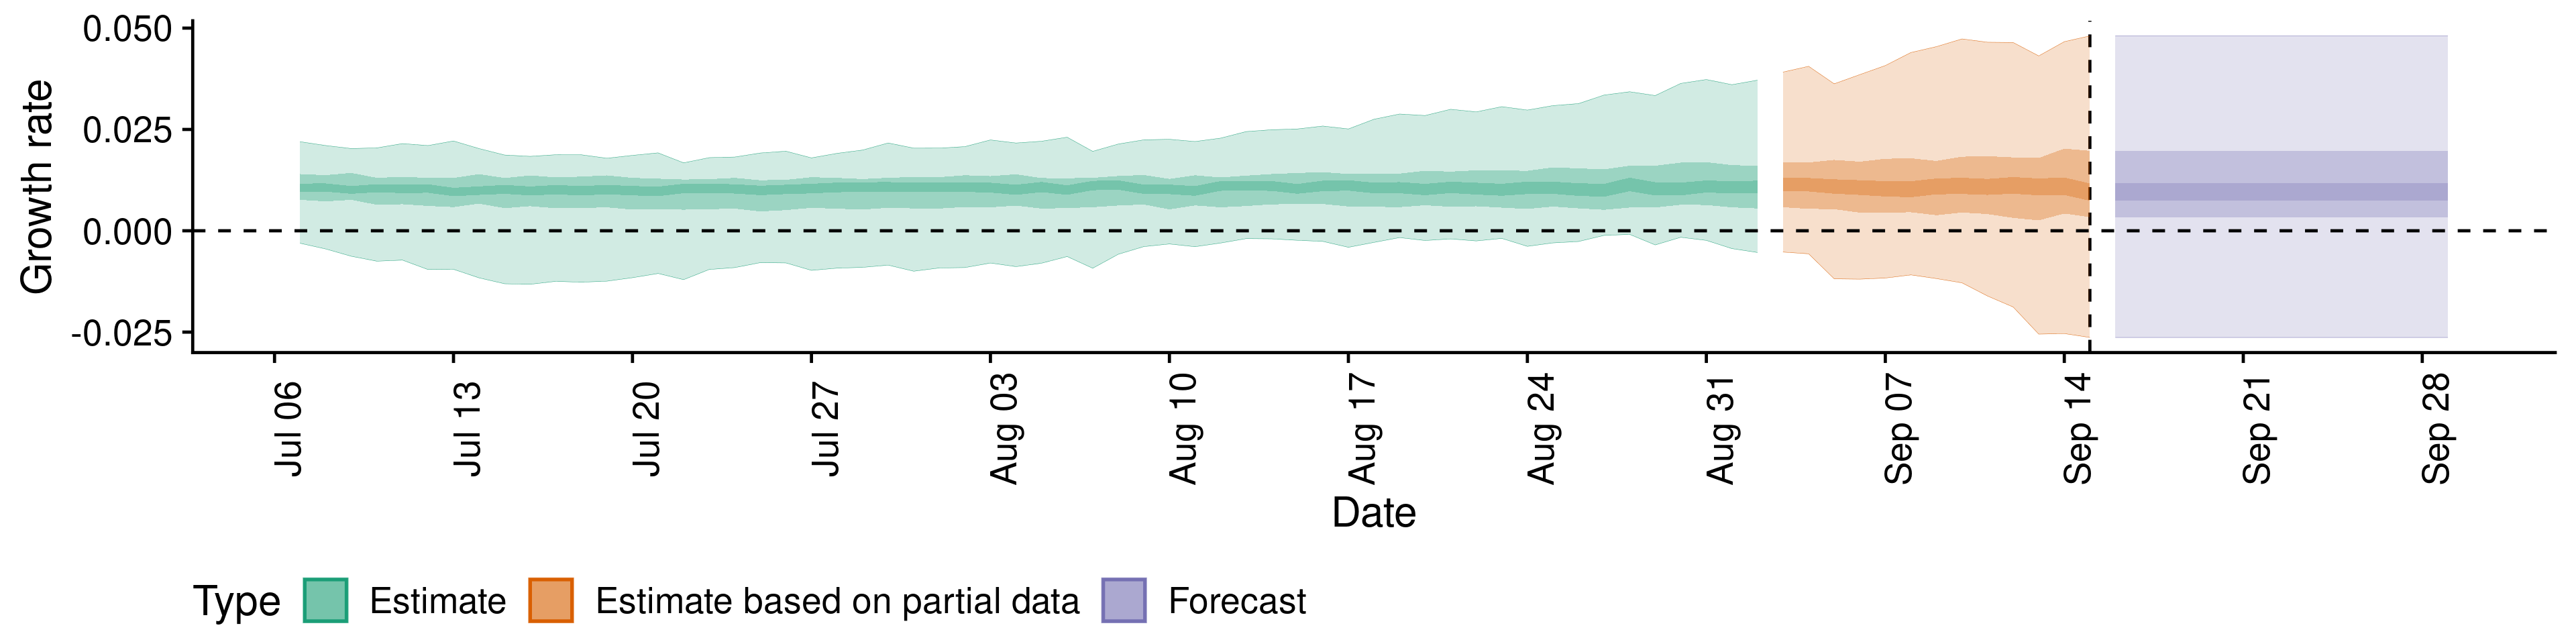 Growth rate
0.050
0.025
0.000
-0.025
Jul 06
Jul 13
Jul 20
Jul 27
Aug 03
Aug 10
Aug 17
Aug 24
Aug 31
Sep 07
Sep 14
Sep 21
Sep 28
Date
Type Estimate Estimate based on partial data Forecast